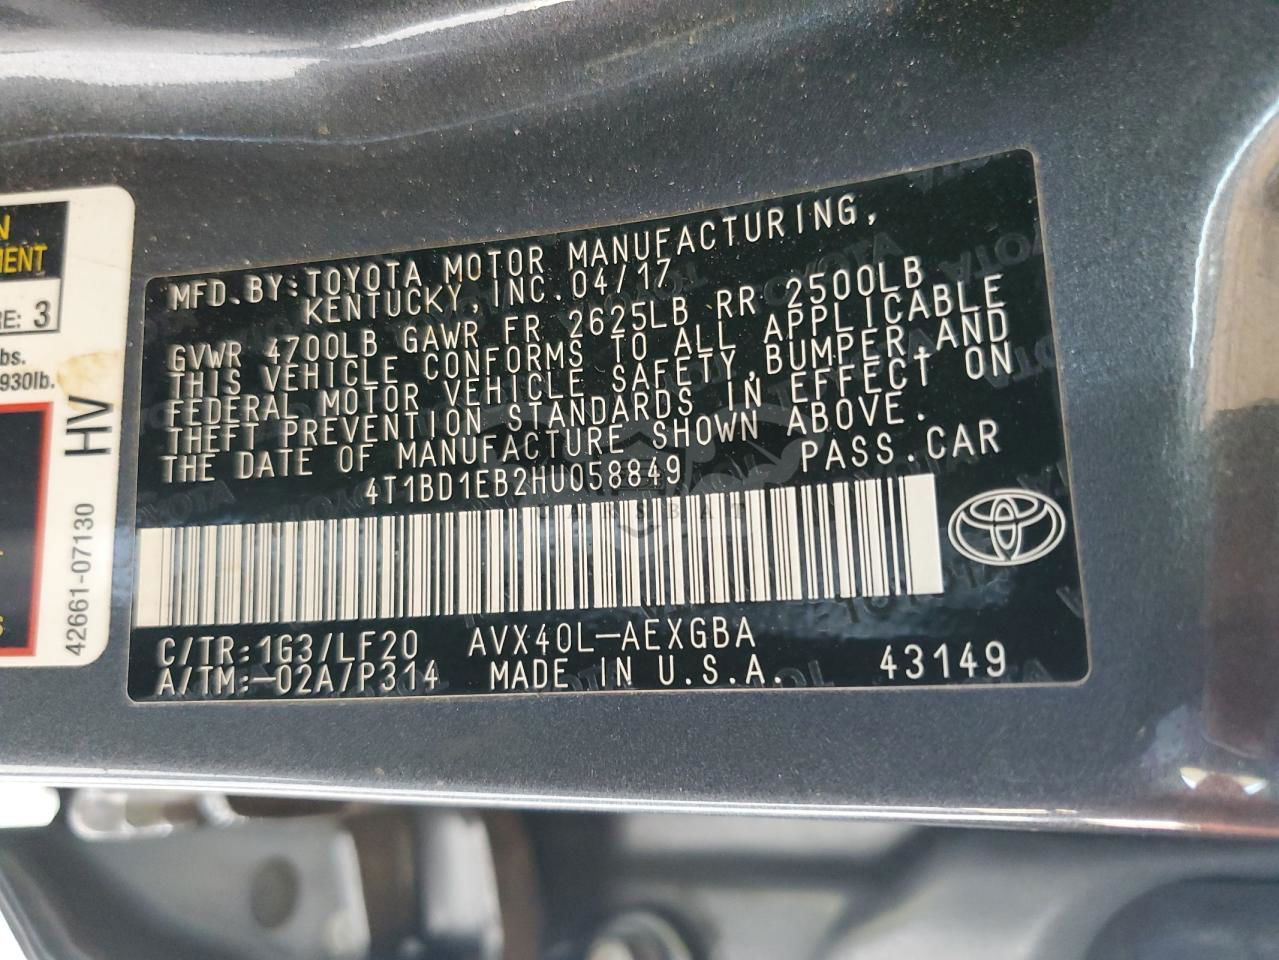 N
MENT
RE: 3
bs.
930lb.
HV
42661-07130
MFD.BY:TOYOTA MOTOR MANUFACTURING,
KENTUCKY, INC. 04/17
GVWR 4700LB GAWR FR 2625LB RR 2500LB
THIS VEHICLE CONFORMS TO ALL APPLICABLE
FEDERAL MOTOR VEHICLE SAFETY,BUMPER,AND
THEFT PREVENTION STANDARDS IN EFFECT ON
THE DATE OF MANUFACTURE SHOWN ABOVE.
4T1BD1EB2HU058849 PASS.CAR
C/TR:1G3/LF20 AVX40L-AEXGBA
A/TM:-02A/P314 MADE IN U.S.A. 43149